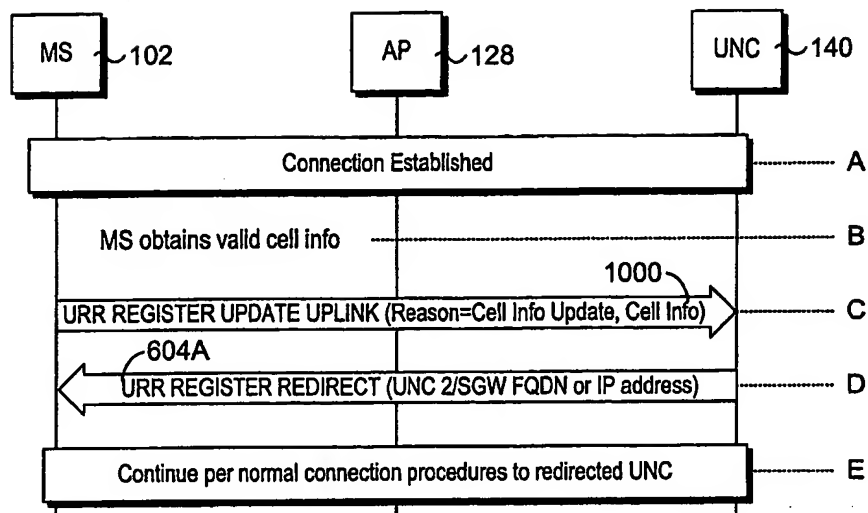 MS 102
AP 128
UNC 140
Connection Established A
MS obtains valid cell info B
1000
URR REGISTER UPDATE UPLINK (Reason=Cell Info Update, Cell Info) C
604A
URR REGISTER REDIRECT (UNC 2/SGW FQDN or IP address) D
Continue per normal connection procedures to redirected UNC E